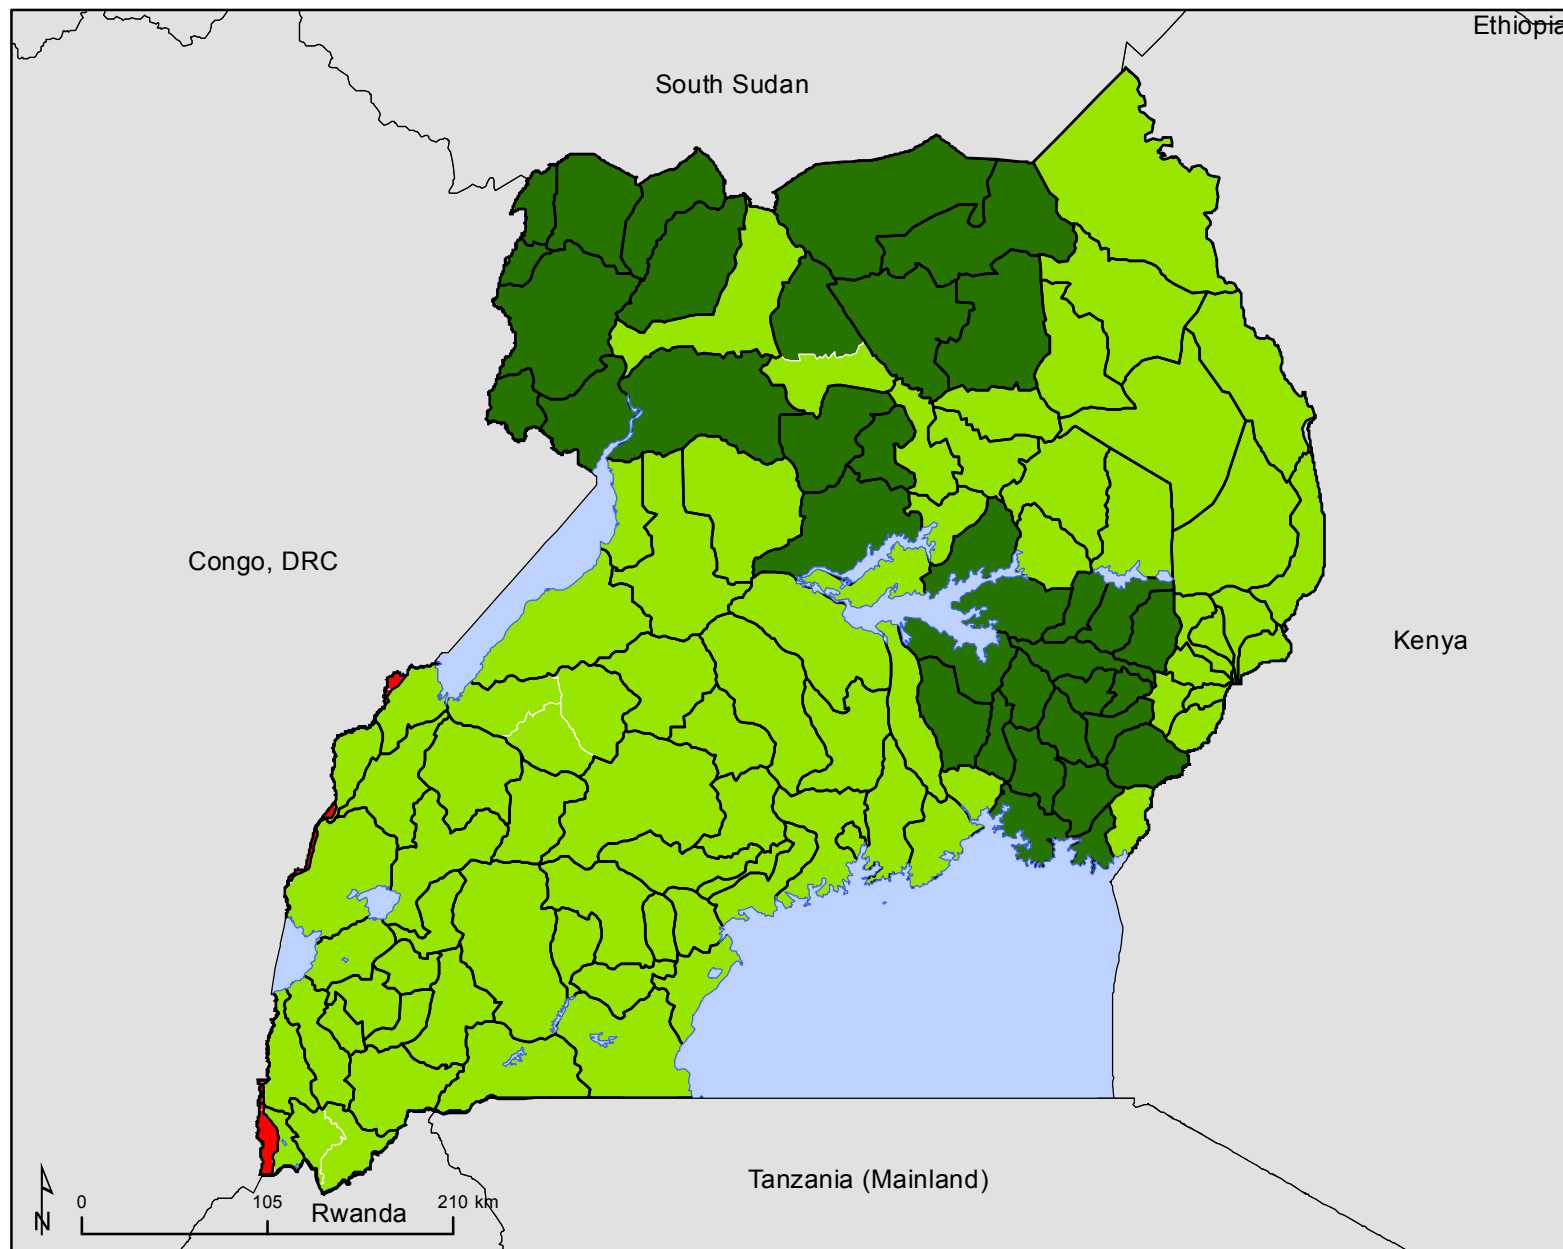 Ethiopia
South Sudan
Congo, DRC
Kenya
Tanzania (Mainland)
0 105 210 km
Rwanda
N